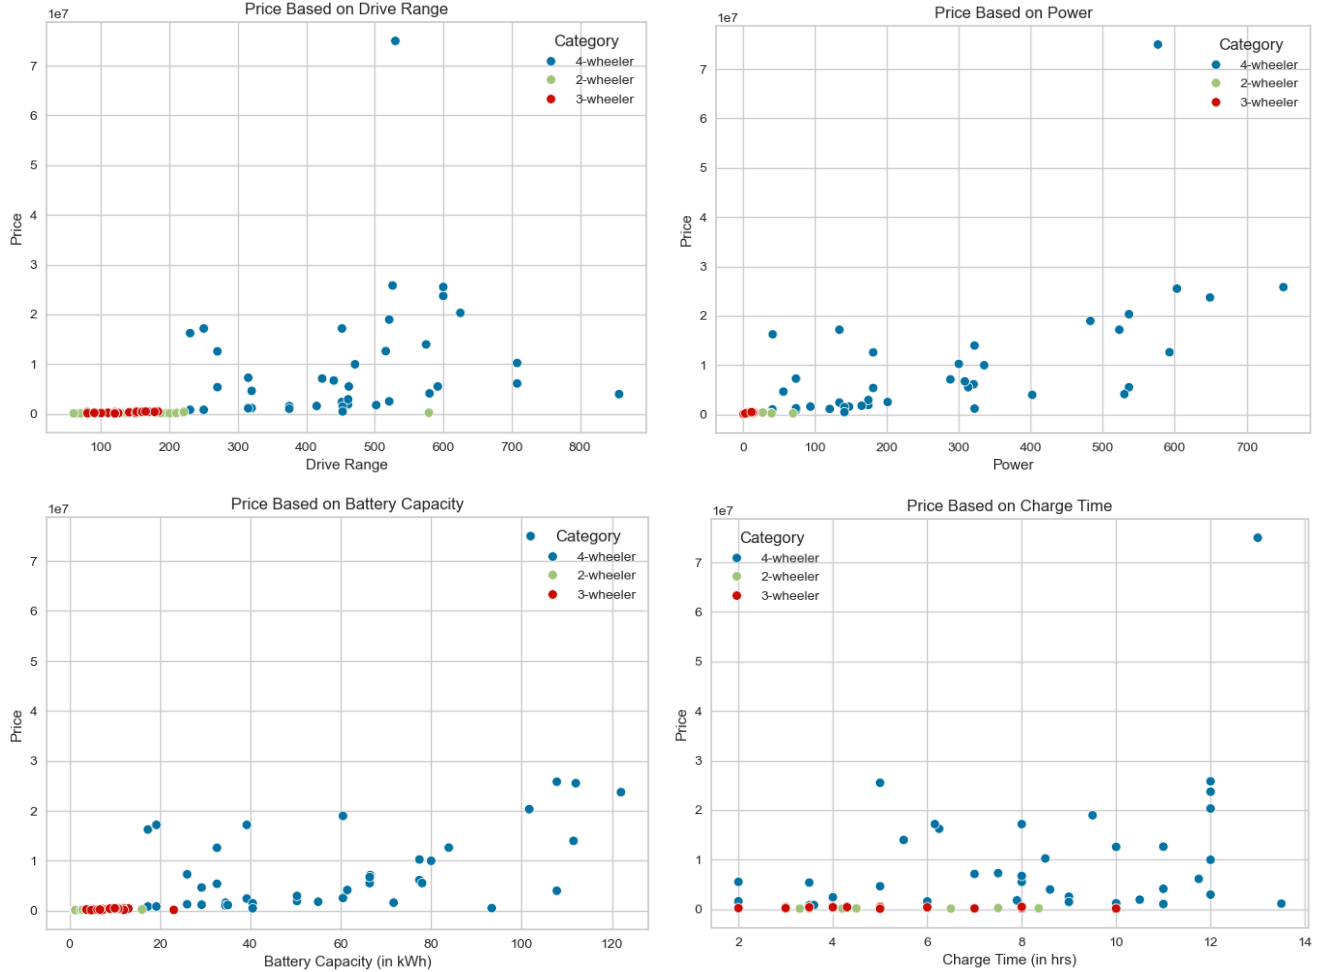 Price Based on Drive Range
1e7
Category
4-wheeler
2-wheeler
3-wheeler
7
6
5
4
3
2
1
0
Price
100 200 300 400 500 600 700 800
Drive Range
Price Based on Power
1e7
Category
4-wheeler
2-wheeler
3-wheeler
7
6
5
4
3
2
1
0
Price
0 100 200 300 400 500 600 700
Power
Price Based on Battery Capacity
1e7
Category
4-wheeler
2-wheeler
3-wheeler
7
6
5
4
3
2
1
0
Price
0 20 40 60 80 100 120
Battery Capacity (in kWh)
Price Based on Charge Time
1e7
Category
4-wheeler
2-wheeler
3-wheeler
7
6
5
4
3
2
1
0
Price
2 4 6 8 10 12 14
Charge Time (in hrs)